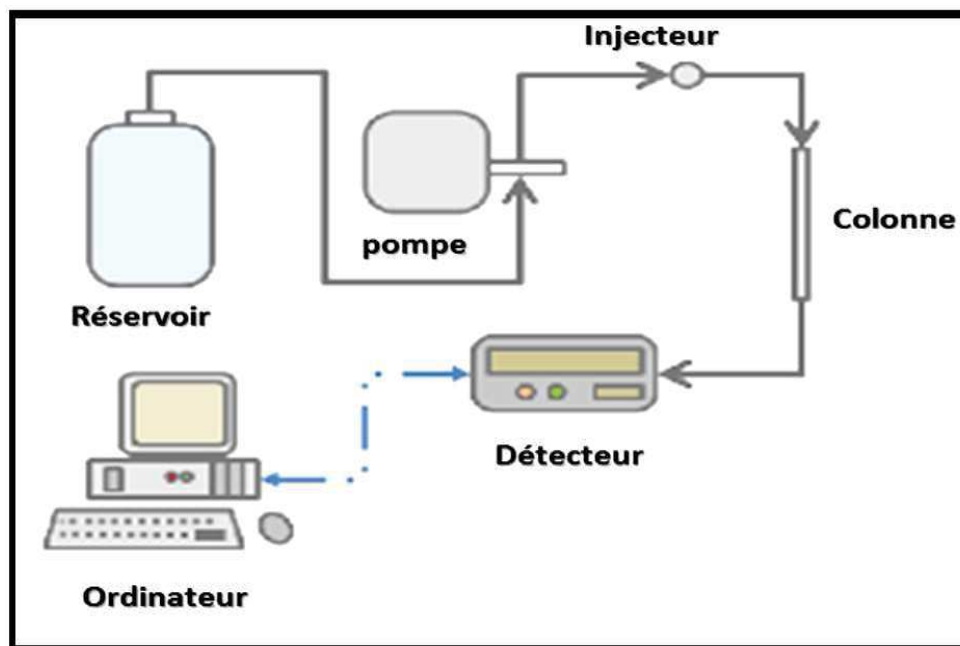 Injecteur
Colonne
pompe
Réservoir
Détecteur
Ordinateur